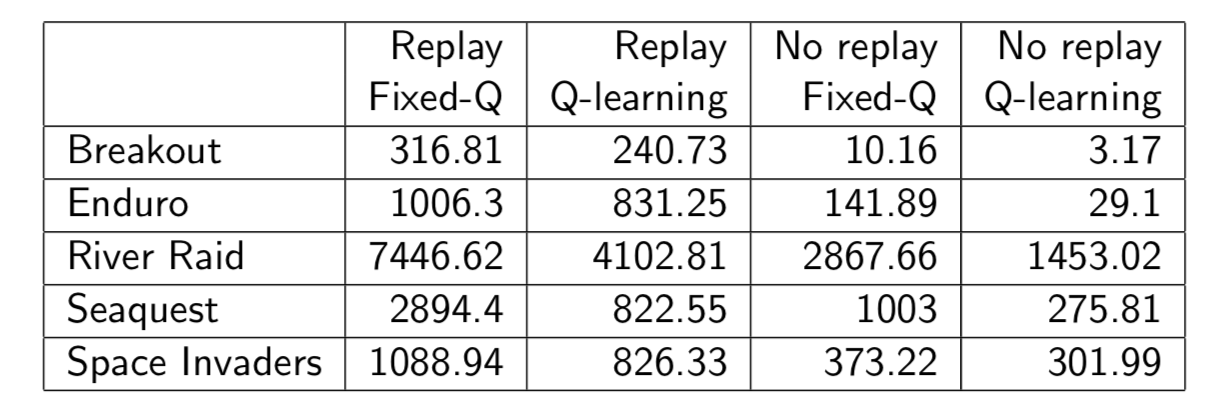 Replay Replay No replay No replay
Fixed-Q Q-learning Fixed-Q Q-learning
Breakout 316.81 240.73 10.16 3.17
Enduro 1006.3 831.25 141.89 29.1
River Raid 7446.62 4102.81 2867.66 1453.02
Seaquest 2894.4 822.55 1003 275.81
Space Invaders 1088.94 826.33 373.22 301.99